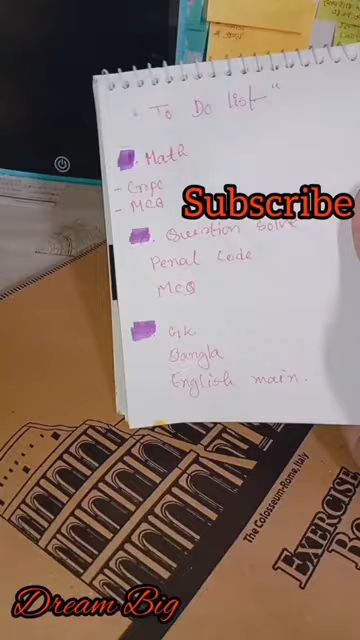 " To Do list "
. Math
- Crpc
- MCQ
Subscribe
. Question solve
Penal Code
MCQ
G.k
Bangla
English main.
The Colosseum-Rome, Italy
EXERCISE
Dream Big